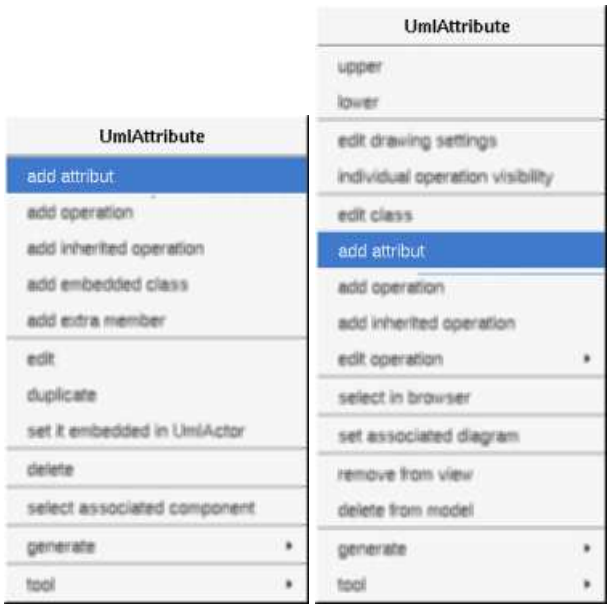 UmlAttribute
add attribut
add operation
add inherited operation
add embedded class
add extra member
edit
duplicate
set it embedded in UmlActor
delete
select associated component
generate
tool
UmlAttribute
upper
lower
edit drawing settings
individual operation visibility
edit class
add attribut
add operation
add inherited operation
edit operation
select in browser
set associated diagram
remove from view
delete from model
generate
tool